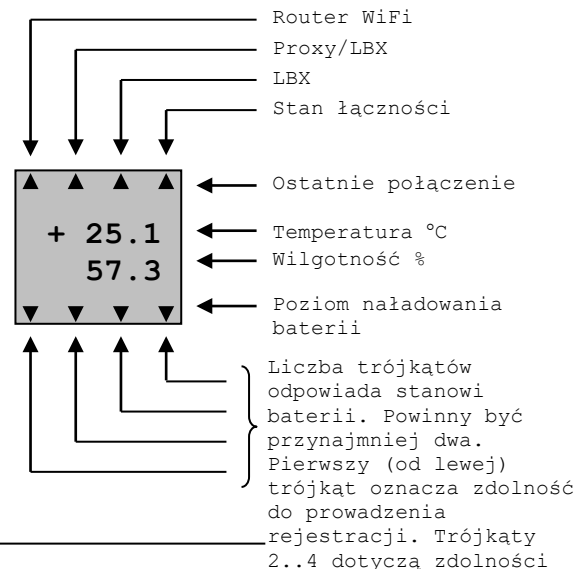 Router WiFi
Proxy/LBX
LBX
Stan łączności
Ostatnie połączenie
+ 25.1
Temperatura °C
57.3
Wilgotność %
Poziom naładowania
baterii
Liczba trójkątów
odpowiada stanowi
baterii. Powinny być
przynajmniej dwa.
Pierwszy (od lewej)
trójkąt oznacza zdolność
do prowadzenia
rejestracji. Trójkąty
2..4 dotyczą zdolności